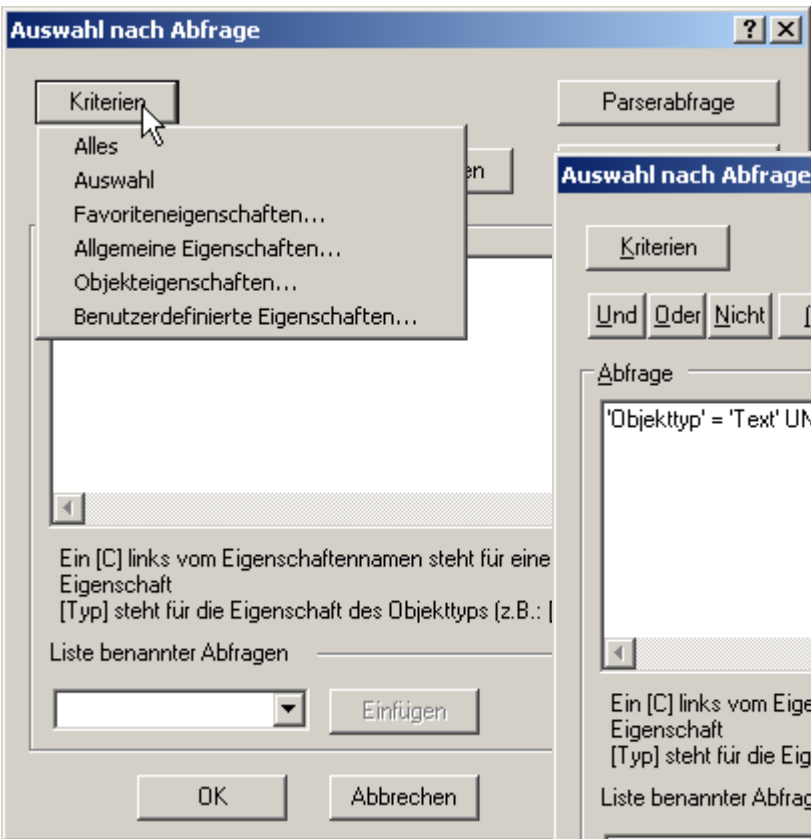 Auswahl nach Abfrage
Kriterien
Parserabfrage
Alles
Auswahl
Favoriteneigenschaften...
Allgemeine Eigenschaften...
Objekteigenschaften...
Benutzerdefinierte Eigenschaften...
Ein [C] links vom Eigenschaftennamen steht für eine
Eigenschaft
[Typ] steht für die Eigenschaft des Objekttyps (z.B.: [
Liste benannter Abfragen
Einfügen
OK
Abbrechen
Auswahl nach Abfrage
Kriterien
Und Oder Nicht
Abfrage
'Objekttyp' = 'Text'
Ein [C] links vom
Eigenschaft
[Typ] steht für die
Liste benannter